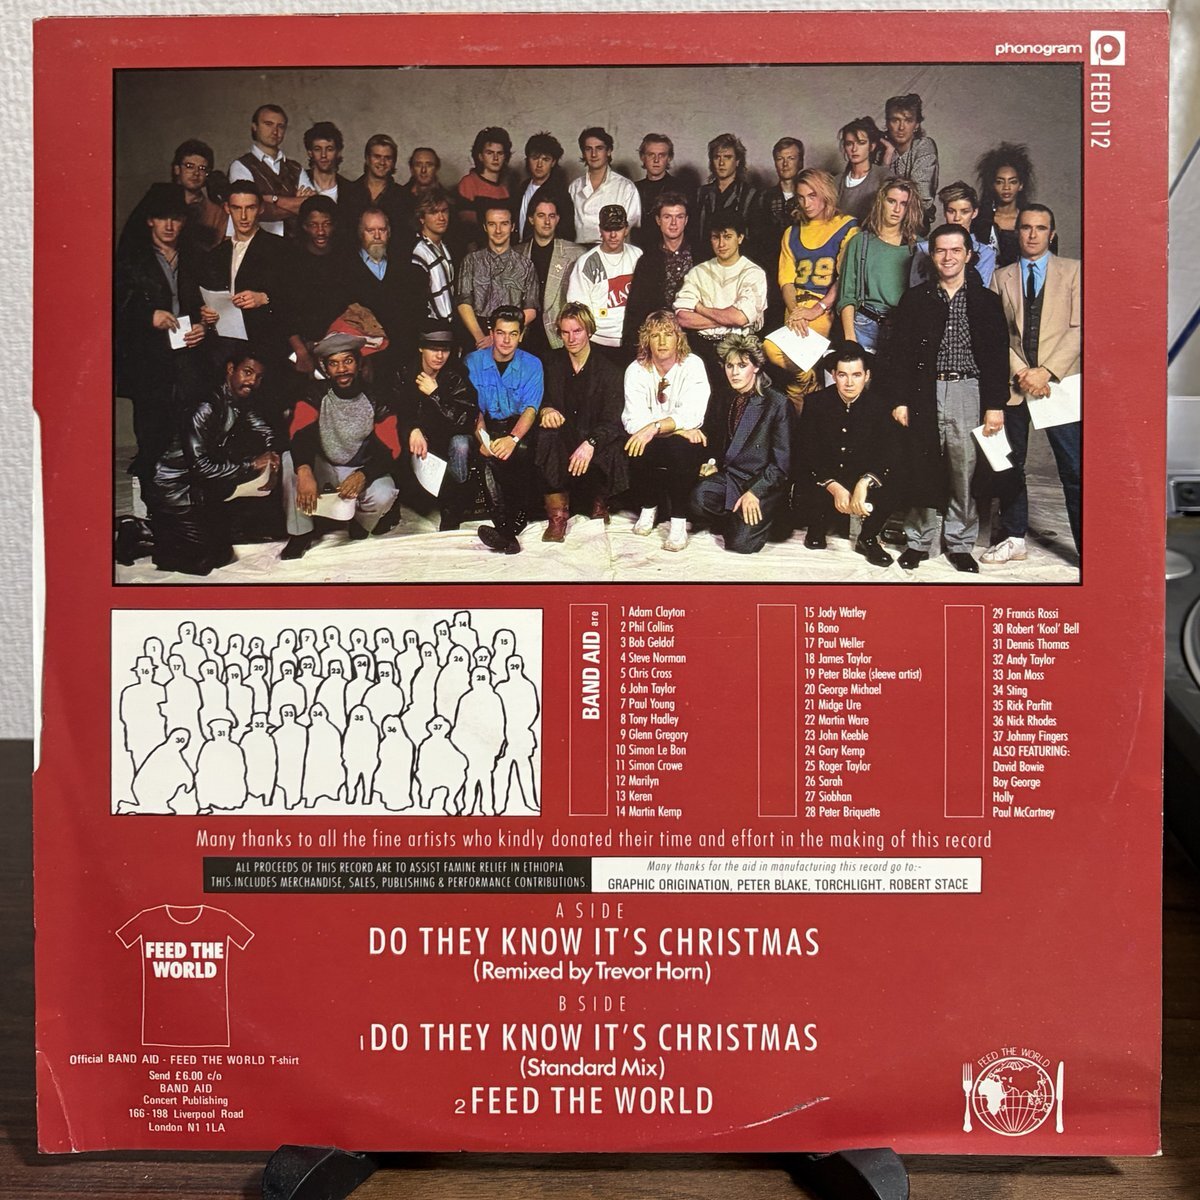 phonogram
FEED 112
39
BAND AID are
1 Adam Clayton
2 Phil Collins
3 Bob Geldof
4 Steve Norman
5 Chris Cross
6 John Taylor
7 Paul Young
8 Tony Hadley
9 Glenn Gregory
10 Simon Le Bon
11 Simon Crowe
12 Marilyn
13 Keren
14 Martin Kemp
15 Jody Watley
16 Bono
17 Paul Weller
18 James Taylor
19 Peter Blake (sleeve artist)
20 George Michael
21 Midge Ure
22 Martin Ware
23 John Keeble
24 Gary Kemp
25 Roger Taylor
26 Sarah
27 Siobhan
28 Peter Briquette
29 Francis Rossi
30 Robert 'Kool' Bell
31 Dennis Thomas
32 Andy Taylor
33 Jon Moss
34 Sting
35 Rick Parfitt
36 Nick Rhodes
37 Johnny Fingers
ALSO FEATURING:
David Bowie
Boy George
Holly
Paul McCartney
Many thanks to all the fine artists who kindly donated their time and effort in the making of this record
ALL PROCEEDS OF THIS RECORD ARE TO ASSIST FAMINE RELIEF IN ETHIOPIA
THIS.INCLUDES MERCHANDISE, SALES, PUBLISHING & PERFORMANCE CONTRIBUTIONS.
Many thanks for the aid in manufacturing this record go to:-
GRAPHIC ORIGINATION, PETER BLAKE, TORCHLIGHT, ROBERT STACE
A SIDE
DO THEY KNOW IT'S CHRISTMAS
(Remixed by Trevor Horn)
B SIDE
1 DO THEY KNOW IT'S CHRISTMAS
(Standard Mix)
2 FEED THE WORLD
FEED THE
WORLD
Official BAND AID - FEED THE WORLD T-shirt
Send £6.00 c/o
BAND AID
Concert Publishing
166-198 Liverpool Road
London N1 1LA
FEED THE WORLD